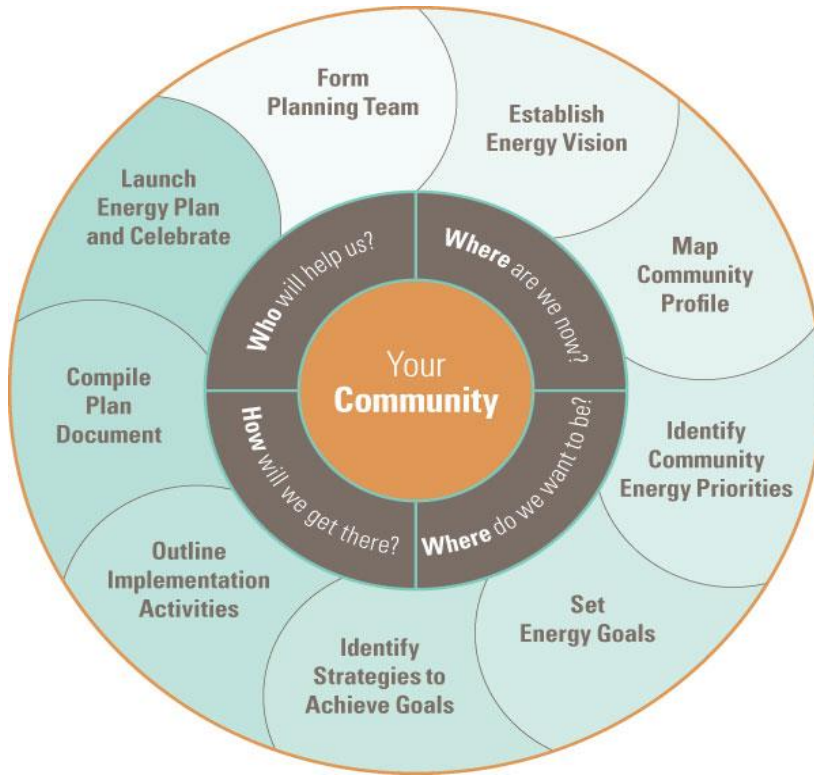 Form
Planning Team
Establish
Energy Vision
Map
Community
Profile
Identify
Community
Energy Priorities
Set
Energy Goals
Identify
Strategies to
Achieve Goals
Outline
Implementation
Activities
Compile
Plan
Document
Launch
Energy Plan
and Celebrate
Who will help us?
Where are we now?
Where do we want to be?
How will we get there?
Your
Community